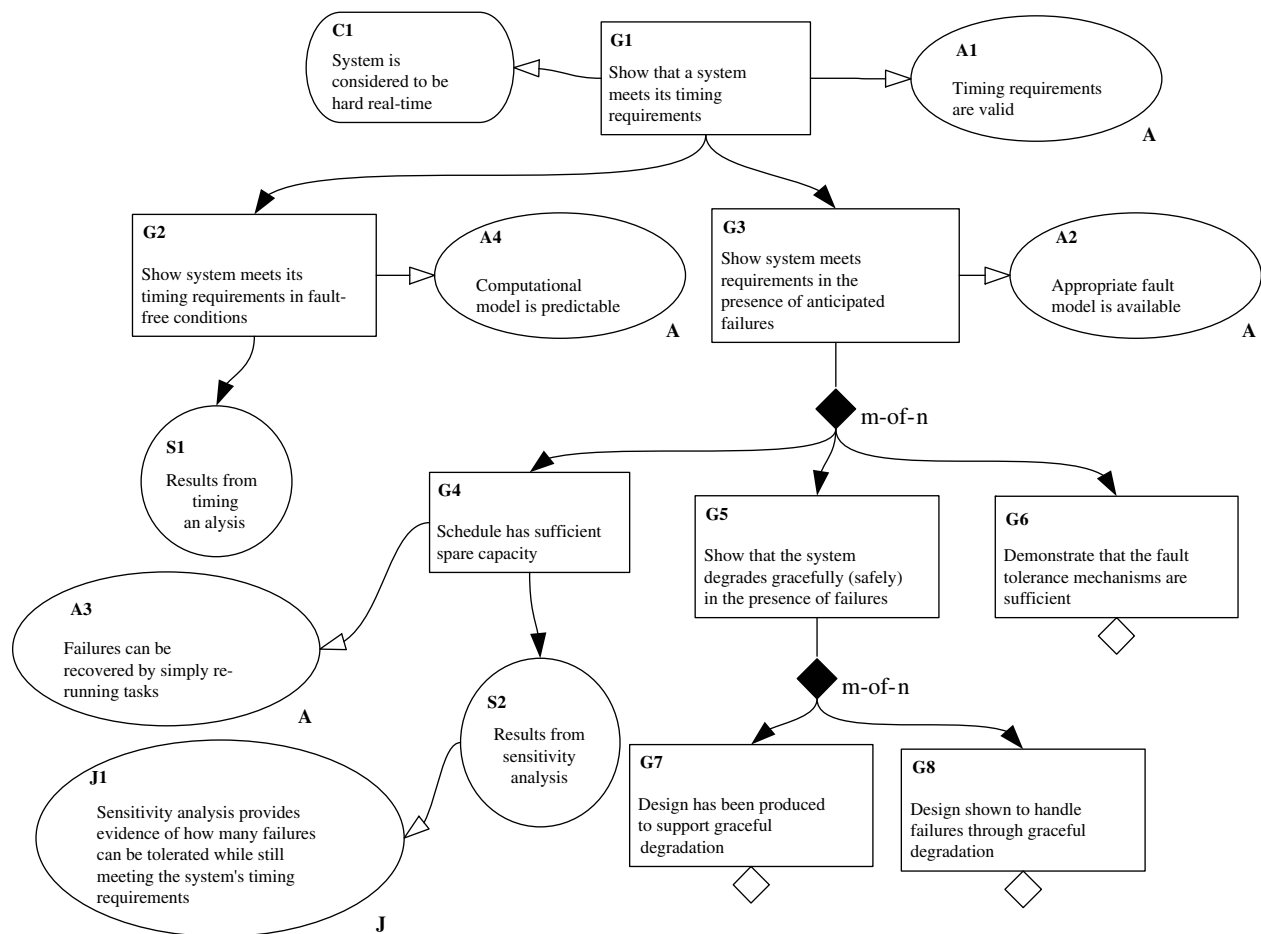 C1
System is
considered to be
hard real-time
G1
Show that a system
meets its timing
requirements
A1
Timing requirements
are valid
A
G2
Show system meets its
timing requirements in fault-
free conditions
A4
Computational
model is predictable
A
G3
Show system meets
requirements in the
presence of anticipated
failures
A2
Appropriate fault
model is available
A
m-of-n
S1
Results from
timing
an alysis
G4
Schedule has sufficient
spare capacity
G5
Show that the system
degrades gracefully (safely)
in the presence of failures
G6
Demonstrate that the fault
tolerance mechanisms are
sufficient
A3
Failures can be
recovered by simply re-
running tasks
A
S2
Results from
sensitivity
analysis
m-of-n
J1
Sensitivity analysis provides
evidence of how many failures
can be tolerated while still
meeting the system's timing
requirements
J
G7
Design has been produced
to support graceful
degradation
G8
Design shown to handle
failures through graceful
degradation